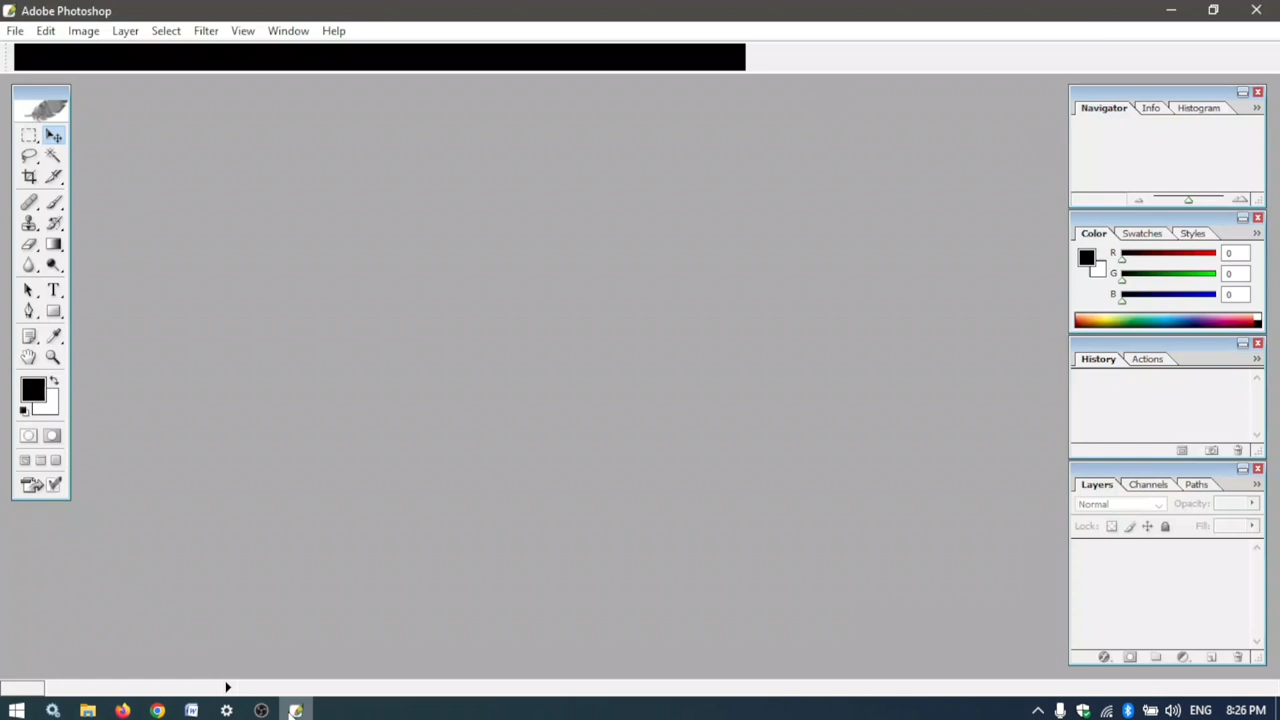 Adobe Photoshop
File Edit Image Layer Select Filter View Window Help
Navigator Info Histogram
Color Swatches Styles
R 0
G 0
B 0
History Actions
Layers Channels Paths
Normal Opacity:
Lock: Fill:
T
ENG 8:26 PM